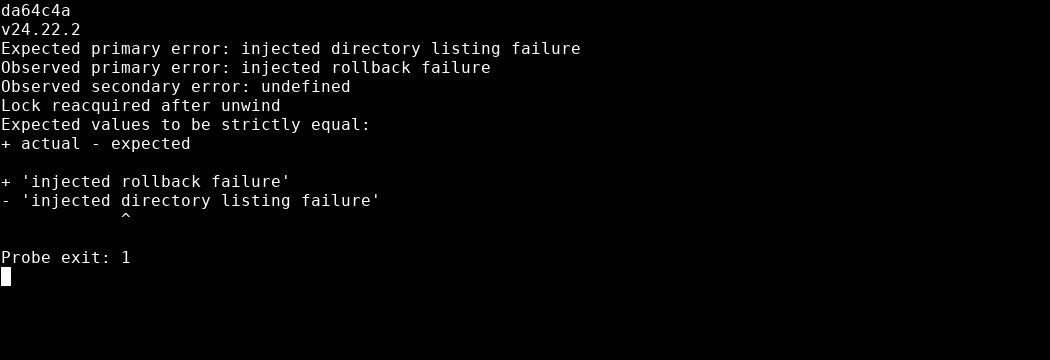 da64c4a
v24.22.2
Expected primary error: injected directory listing failure
Observed primary error: injected rollback failure
Observed secondary error: undefined
Lock reacquired after unwind
Expected values to be strictly equal:
+ actual - expected
+ 'injected rollback failure'
- 'injected directory listing failure'
^
Probe exit: 1